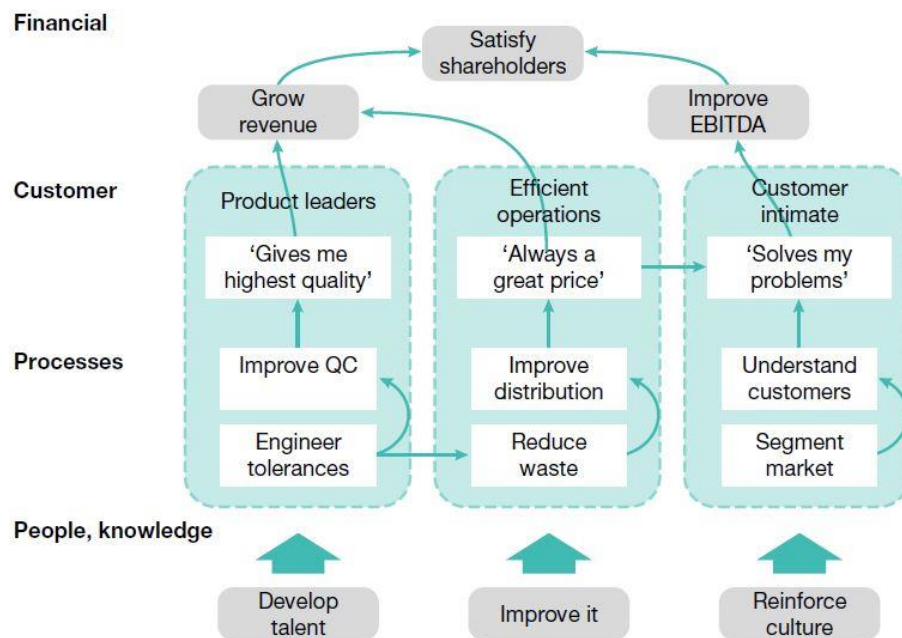 Financial
Satisfy
shareholders
Grow
revenue
Improve
EBITDA
Customer
Product leaders
Efficient
operations
Customer
intimate
‘Gives me
highest quality’
‘Always a
great price’
‘Solves my
problems’
Processes
Improve QC
Improve
distribution
Understand
customers
Engineer
tolerances
Reduce
waste
Segment
market
People, knowledge
Develop
talent
Improve it
Reinforce
culture